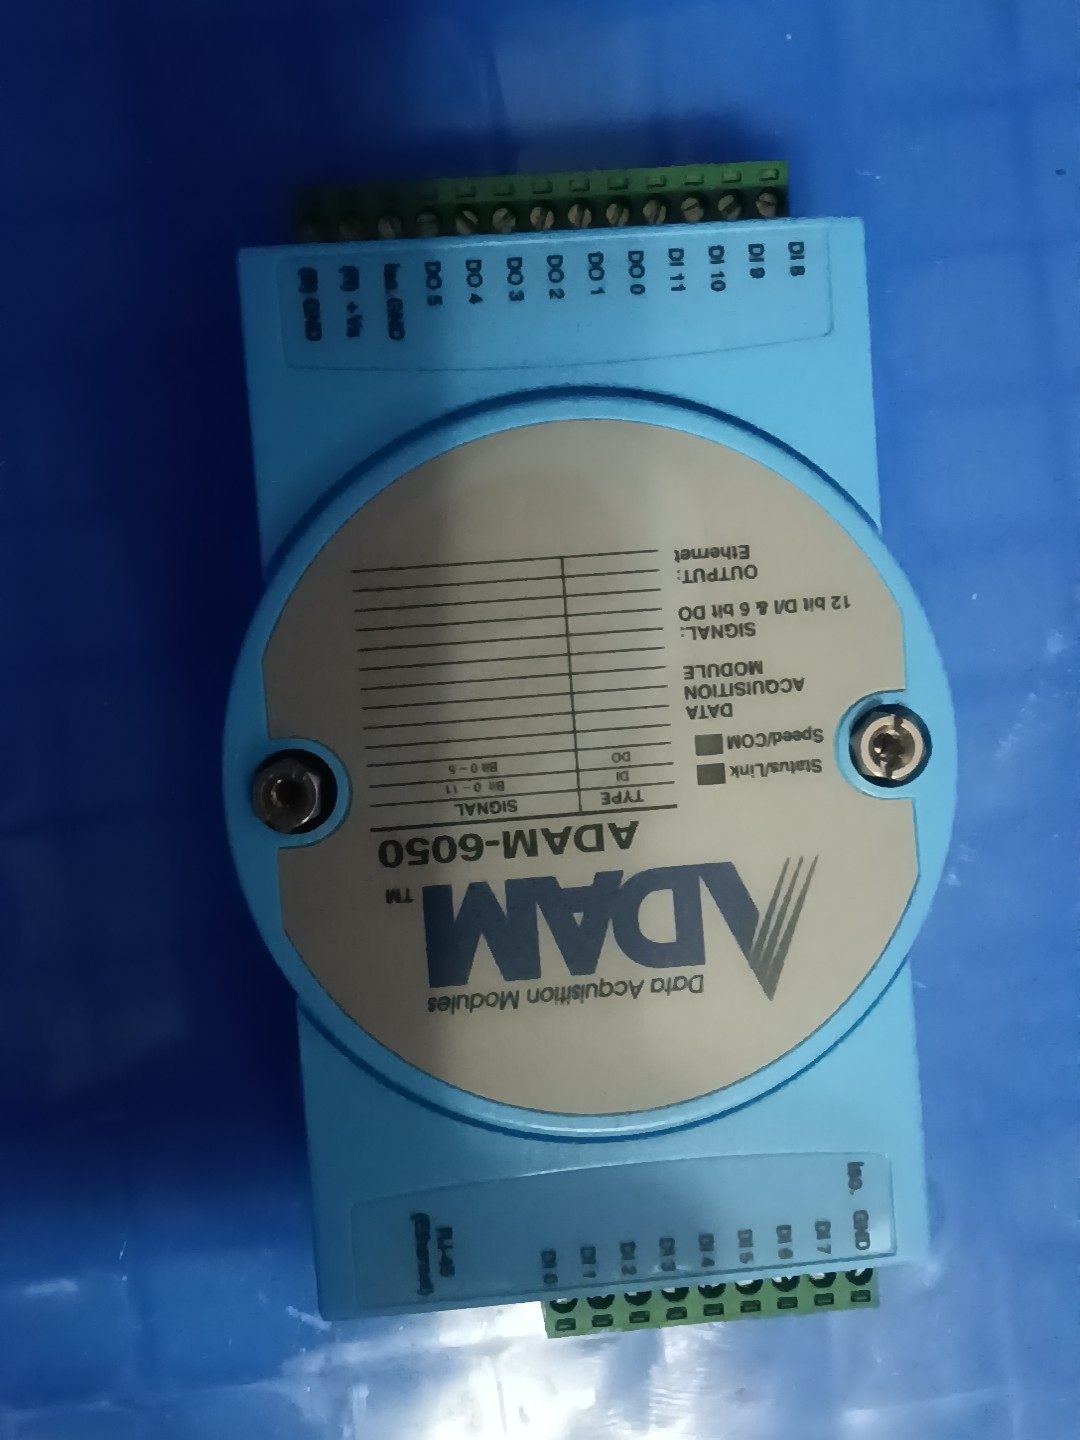 Iso. GND
DI 7
DI 6
DI 5
DI 4
DI 3
DI 2
DI 1
DI 0
RJ-45
(Ethernet)
Data Acquisition Modules
ADAM ™
ADAM-6050
TYPE SIGNAL
DI Bit 0 - 11
DO Bit 0 - 5
Status/Link
Speed/COM
DATA
ACQUISITION
MODULE
SIGNAL:
12 bit D/I & 6 bit DO
OUTPUT:
Ethernet
DI 8
DI 9
DI 10
DI 11
DO 0
DO 1
DO 2
DO 3
DO 4
DO 5
Iso.GND
(R) +Vs
(R) GND